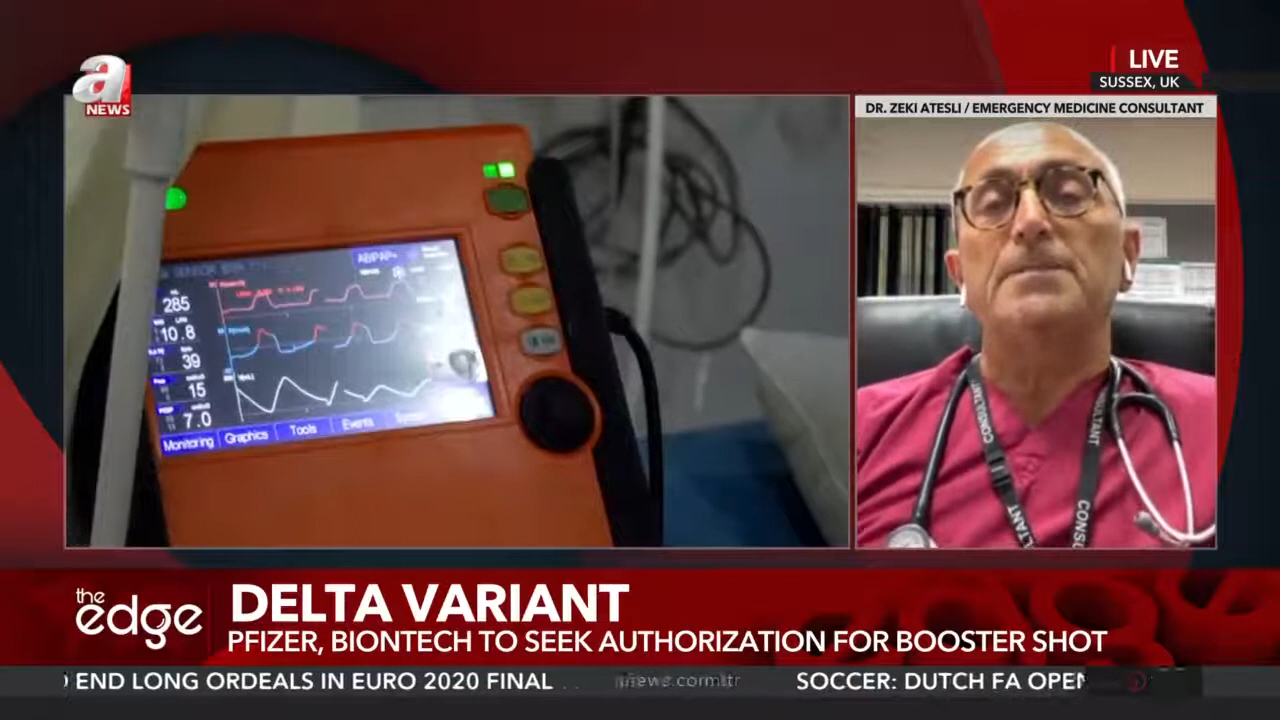 a
NEWS
LIVE
SUSSEX, UK
DR. ZEKI ATESLI / EMERGENCY MEDICINE CONSULTANT
285
10.8
39
15
7.0
Monitoring Graphics Tools Events
CONSULTANT
the
edge
DELTA VARIANT
PFIZER, BIONTECH TO SEEK AUTHORIZATION FOR BOOSTER SHOT
END LONG ORDEALS IN EURO 2020 FINAL
SOCCER: DUTCH FA OPEN